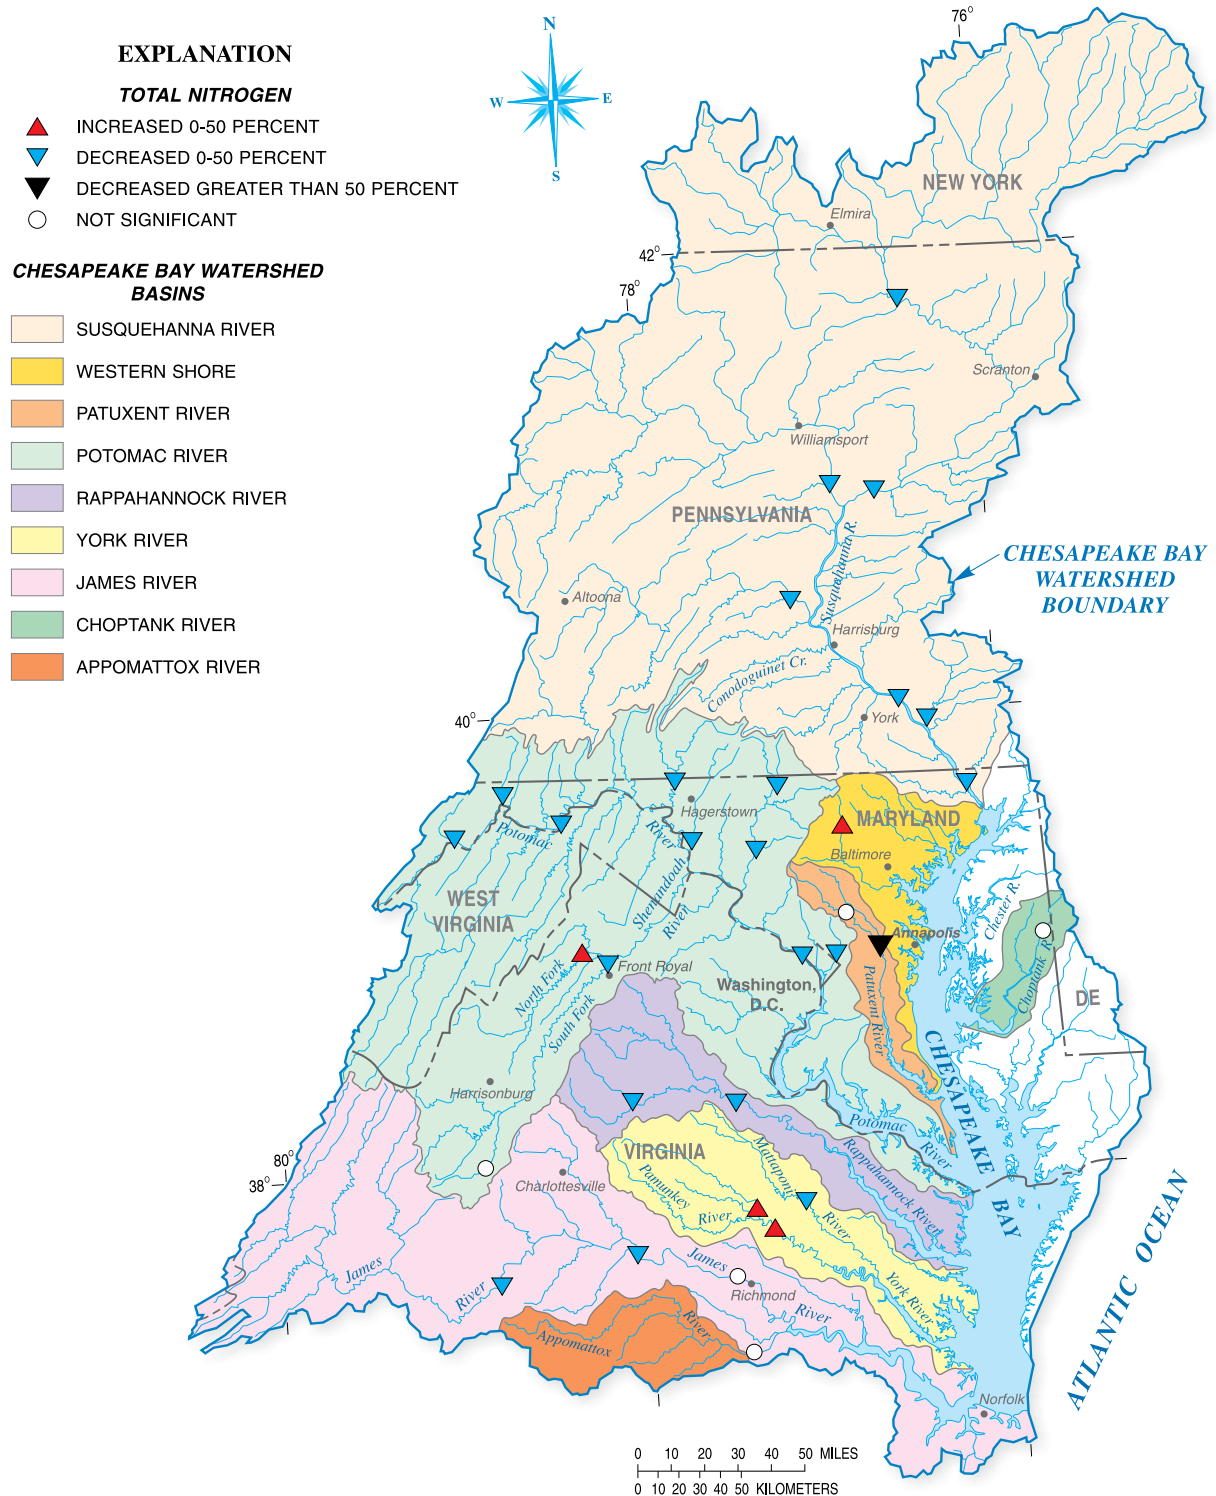 EXPLANATION
TOTAL NITROGEN
INCREASED 0-50 PERCENT
DECREASED 0-50 PERCENT
DECREASED GREATER THAN 50 PERCENT
NOT SIGNIFICANT
CHESAPEAKE BAY WATERSHED
BASINS
SUSQUEHANNA RIVER
WESTERN SHORE
PATUXENT RIVER
POTOMAC RIVER
RAPPAHANNOCK RIVER
YORK RIVER
JAMES RIVER
CHOPTANK RIVER
APPOMATTOX RIVER
N
W
E
S
76°
NEW YORK
Elmira
42°
78°
Scranton
Williamsport
PENNSYLVANIA
Susquehanna R.
CHESAPEAKE BAY
WATERSHED
BOUNDARY
Altoona
Harrisburg
Conodoguinet Cr.
York
40°
Hagerstown
MARYLAND
Potomac
River
Baltimore
Shenandoah
River
WEST
VIRGINIA
Chester R.
Annapolis
Choptank R.
DE
North Fork
South Fork
Front Royal
Washington,
D.C.
Patuxent River
CHESAPEAKE
BAY
Harrisonburg
Potomac
River
VIRGINIA
Mattaponi
River
Rappahannock River
Pamunkey
River
80°
38°
Charlottesville
James
River
James
River
Richmond
York River
ATLANTIC OCEAN
Appomattox
River
Norfolk
0 10 20 30 40 50 MILES
0 10 20 30 40 50 KILOMETERS